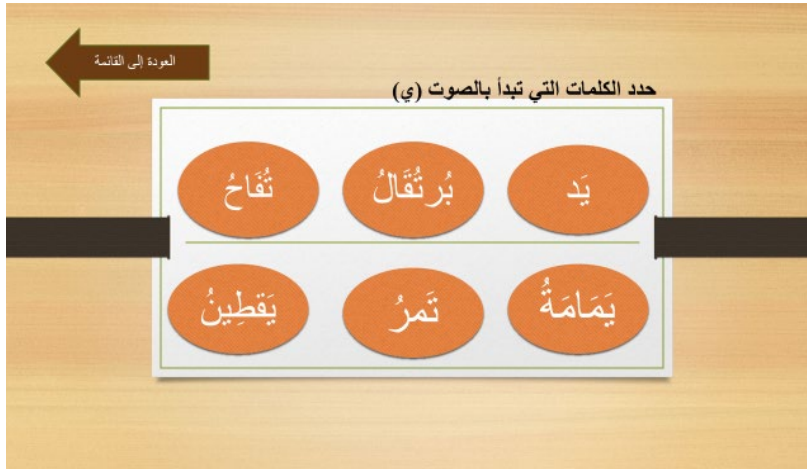 العودة إلى القائمة
حدد الكلمات التي تبدأ بالصوت (ي)
يَد بُرتُقَالُ تُفَاحُ
يَمَامَةُ تَمرُ يَقطِينُ